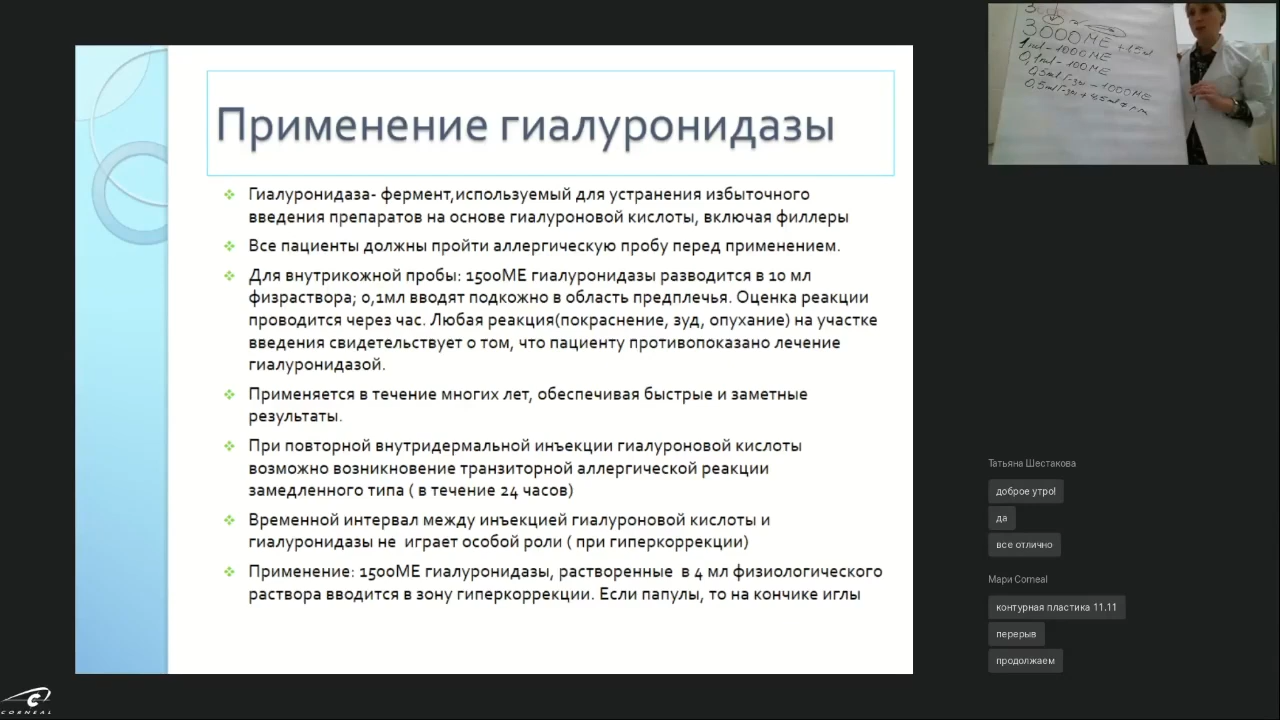 Применение гиалуронидазы
Гиалуронидаза- фермент,используемый для устранения избыточного
введения препаратов на основе гиалуроновой кислоты, включая филлеры
Все пациенты должны пройти аллергическую пробу перед применением.
Для внутрикожной пробы: 1500МЕ гиалуронидазы разводится в 10 мл
физраствора; 0,1мл вводят подкожно в область предплечья. Оценка реакции
проводится через час. Любая реакция(покраснение, зуд, опухание) на участке
введения свидетельствует о том, что пациенту противопоказано лечение
гиалуронидазой.
Применяется в течение многих лет, обеспечивая быстрые и заметные
результаты.
При повторной внутридермальной инъекции гиалуроновой кислоты
возможно возникновение транзиторной аллергической реакции
замедленного типа ( в течение 24 часов)
Временной интервал между инъекцией гиалуроновой кислоты и
гиалуронидазы не играет особой роли ( при гиперкоррекции)
Применение: 1500МЕ гиалуронидазы, растворенные в 4 мл физиологического
раствора вводится в зону гиперкоррекции. Если папулы, то на кончике иглы
3000МЕ
1ml - 1000МЕ
0,1ml - 100МЕ
Татьяна Шестакова
доброе утро!
да
все отлично
Мари Corneal
контурная пластика 11.11
перерыв
продолжаем
CORNEAL